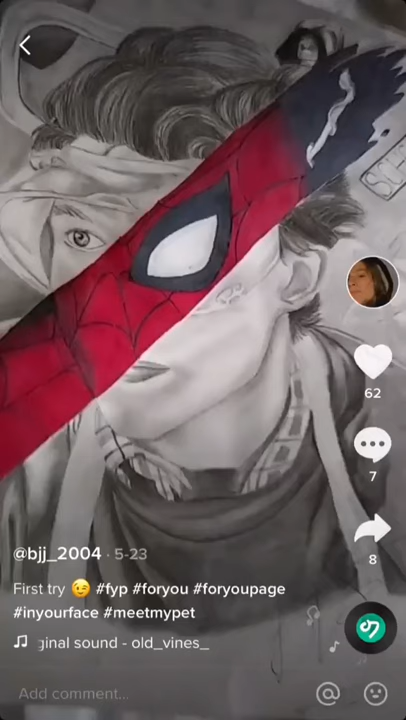 62
7
8
@bjj_2004 · 5-23
First try 😉 #fyp #foryou #foryoupage
#inyourface #meetmypet
ginal sound - old_vines_
Add comment...